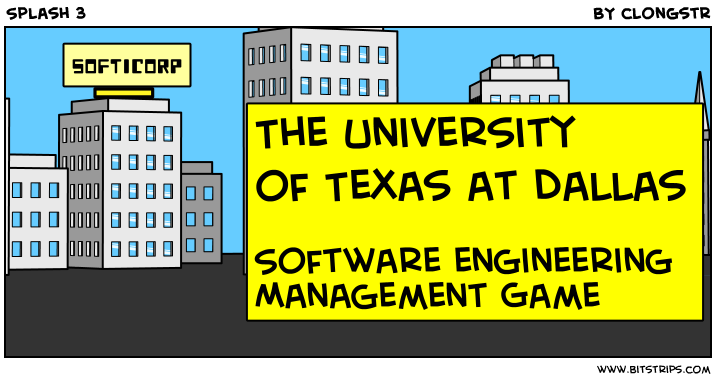 SPLASH 3
BY CLONGSTR
SOFTICORP
THE UNIVERSITY
OF TEXAS AT DALLAS
SOFTWARE ENGINEERING
MANAGEMENT GAME
WWW.BITSTRIPS.COM